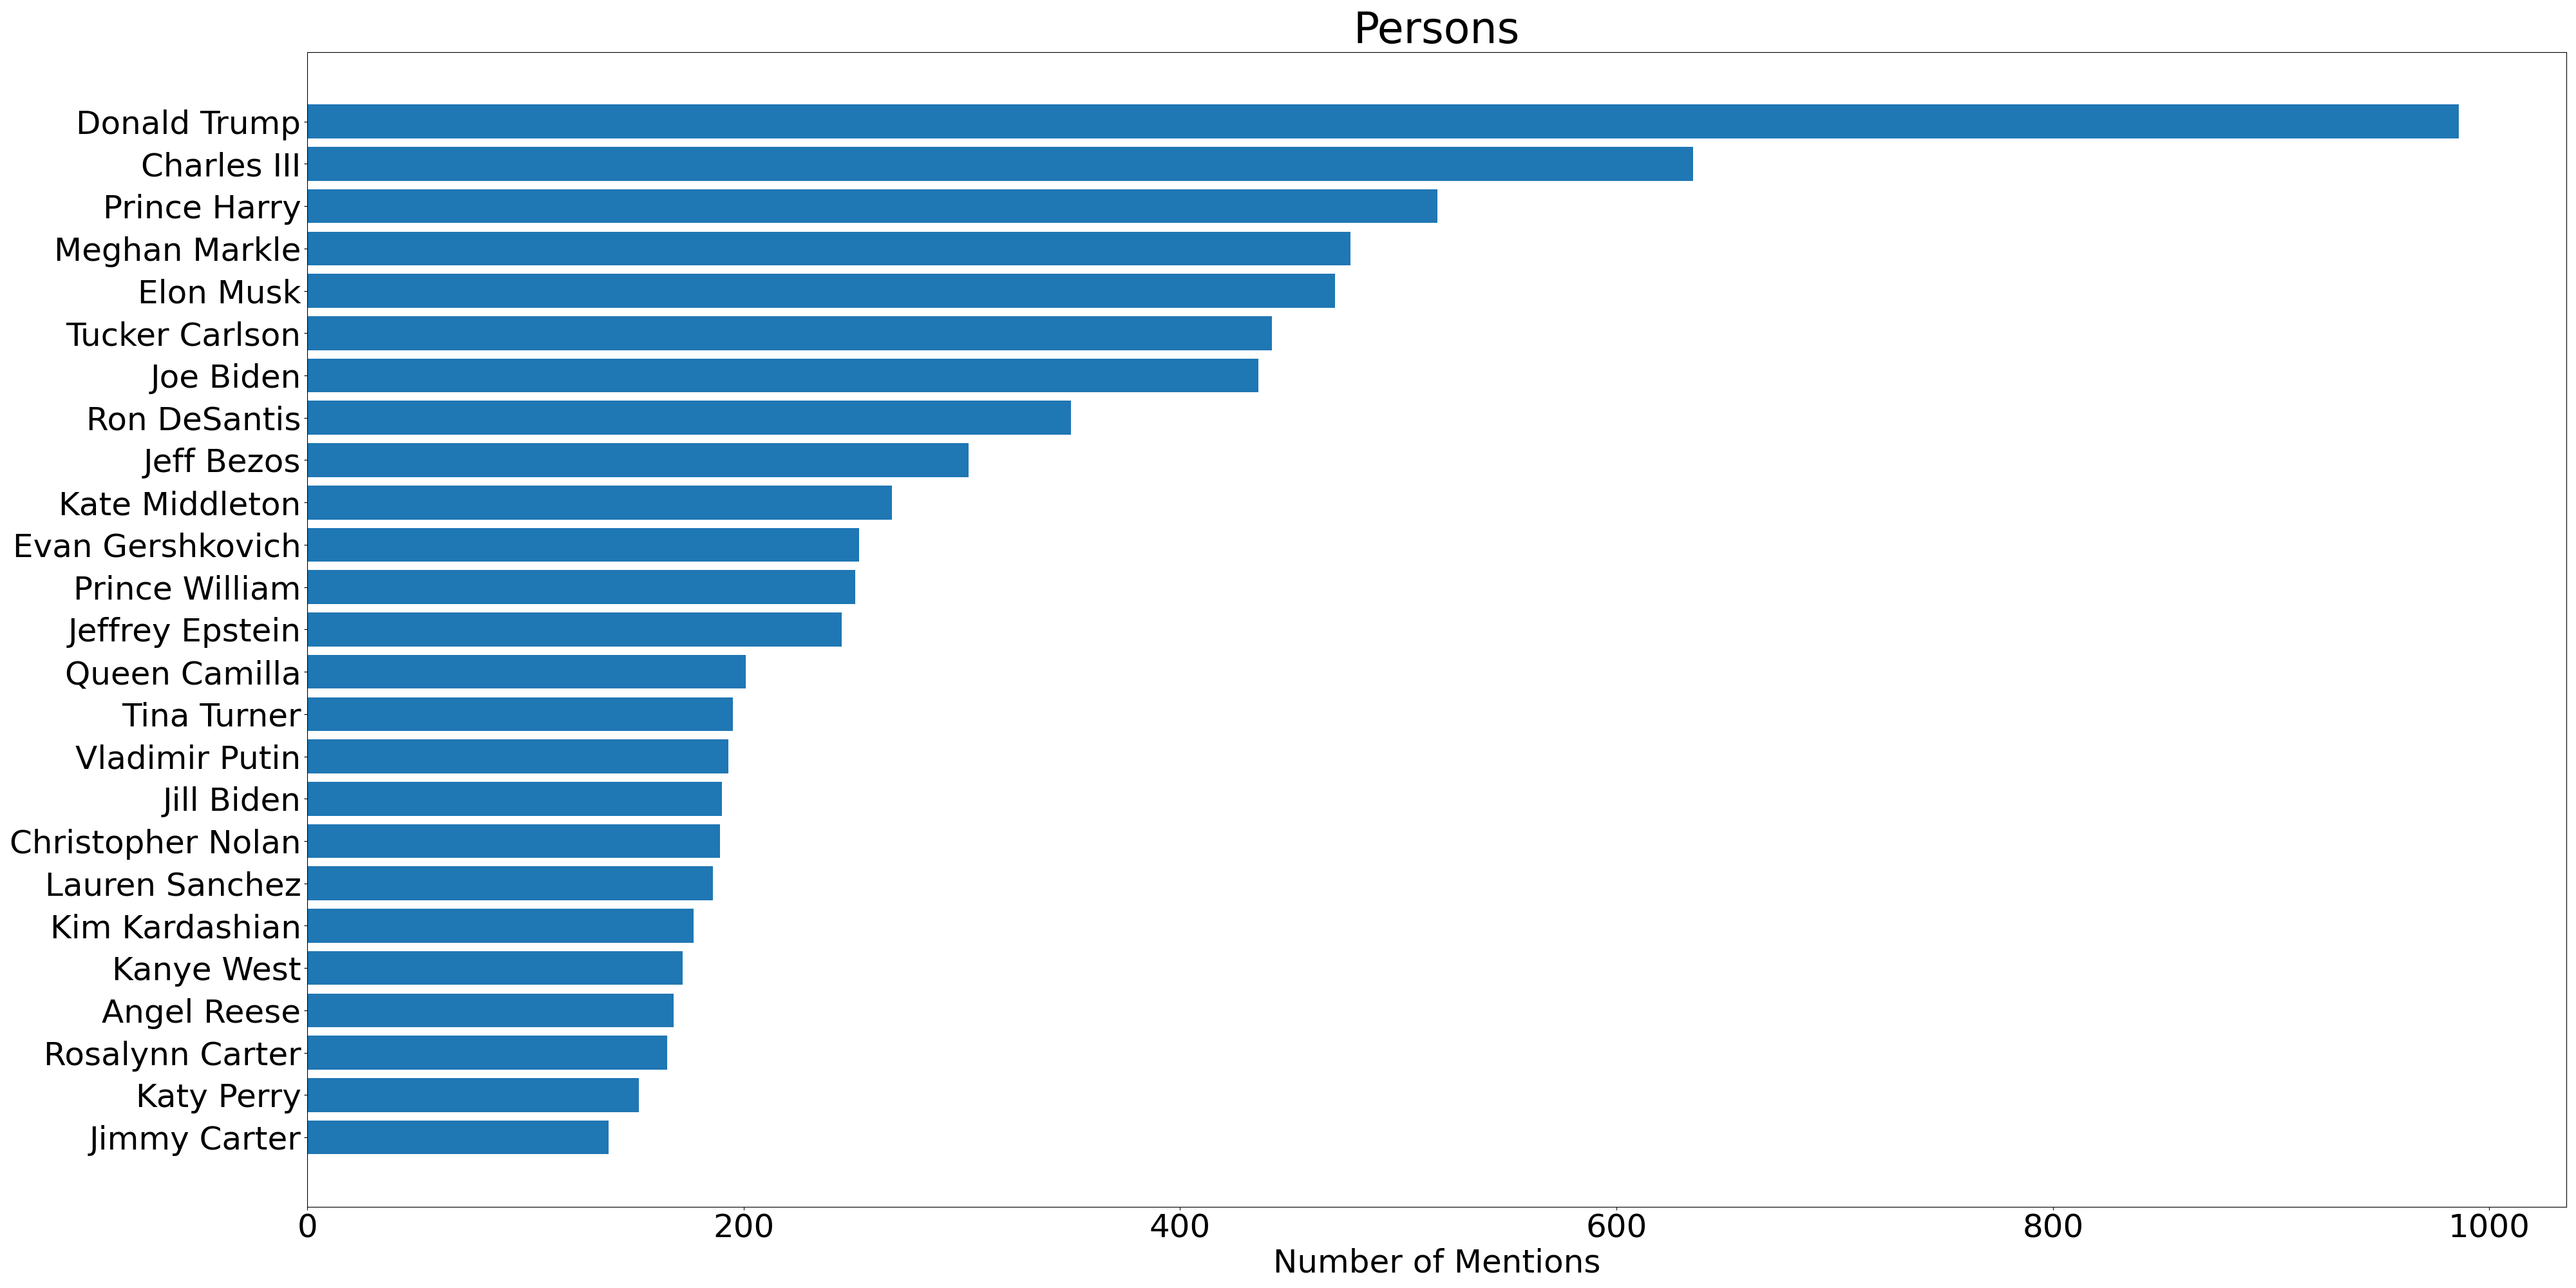 Persons
Donald Trump
Charles III
Prince Harry
Meghan Markle
Elon Musk
Tucker Carlson
Joe Biden
Ron DeSantis
Jeff Bezos
Kate Middleton
Evan Gershkovich
Prince William
Jeffrey Epstein
Queen Camilla
Tina Turner
Vladimir Putin
Jill Biden
Christopher Nolan
Lauren Sanchez
Kim Kardashian
Kanye West
Angel Reese
Rosalynn Carter
Katy Perry
Jimmy Carter
0 200 400 600 800 1000
Number of Mentions